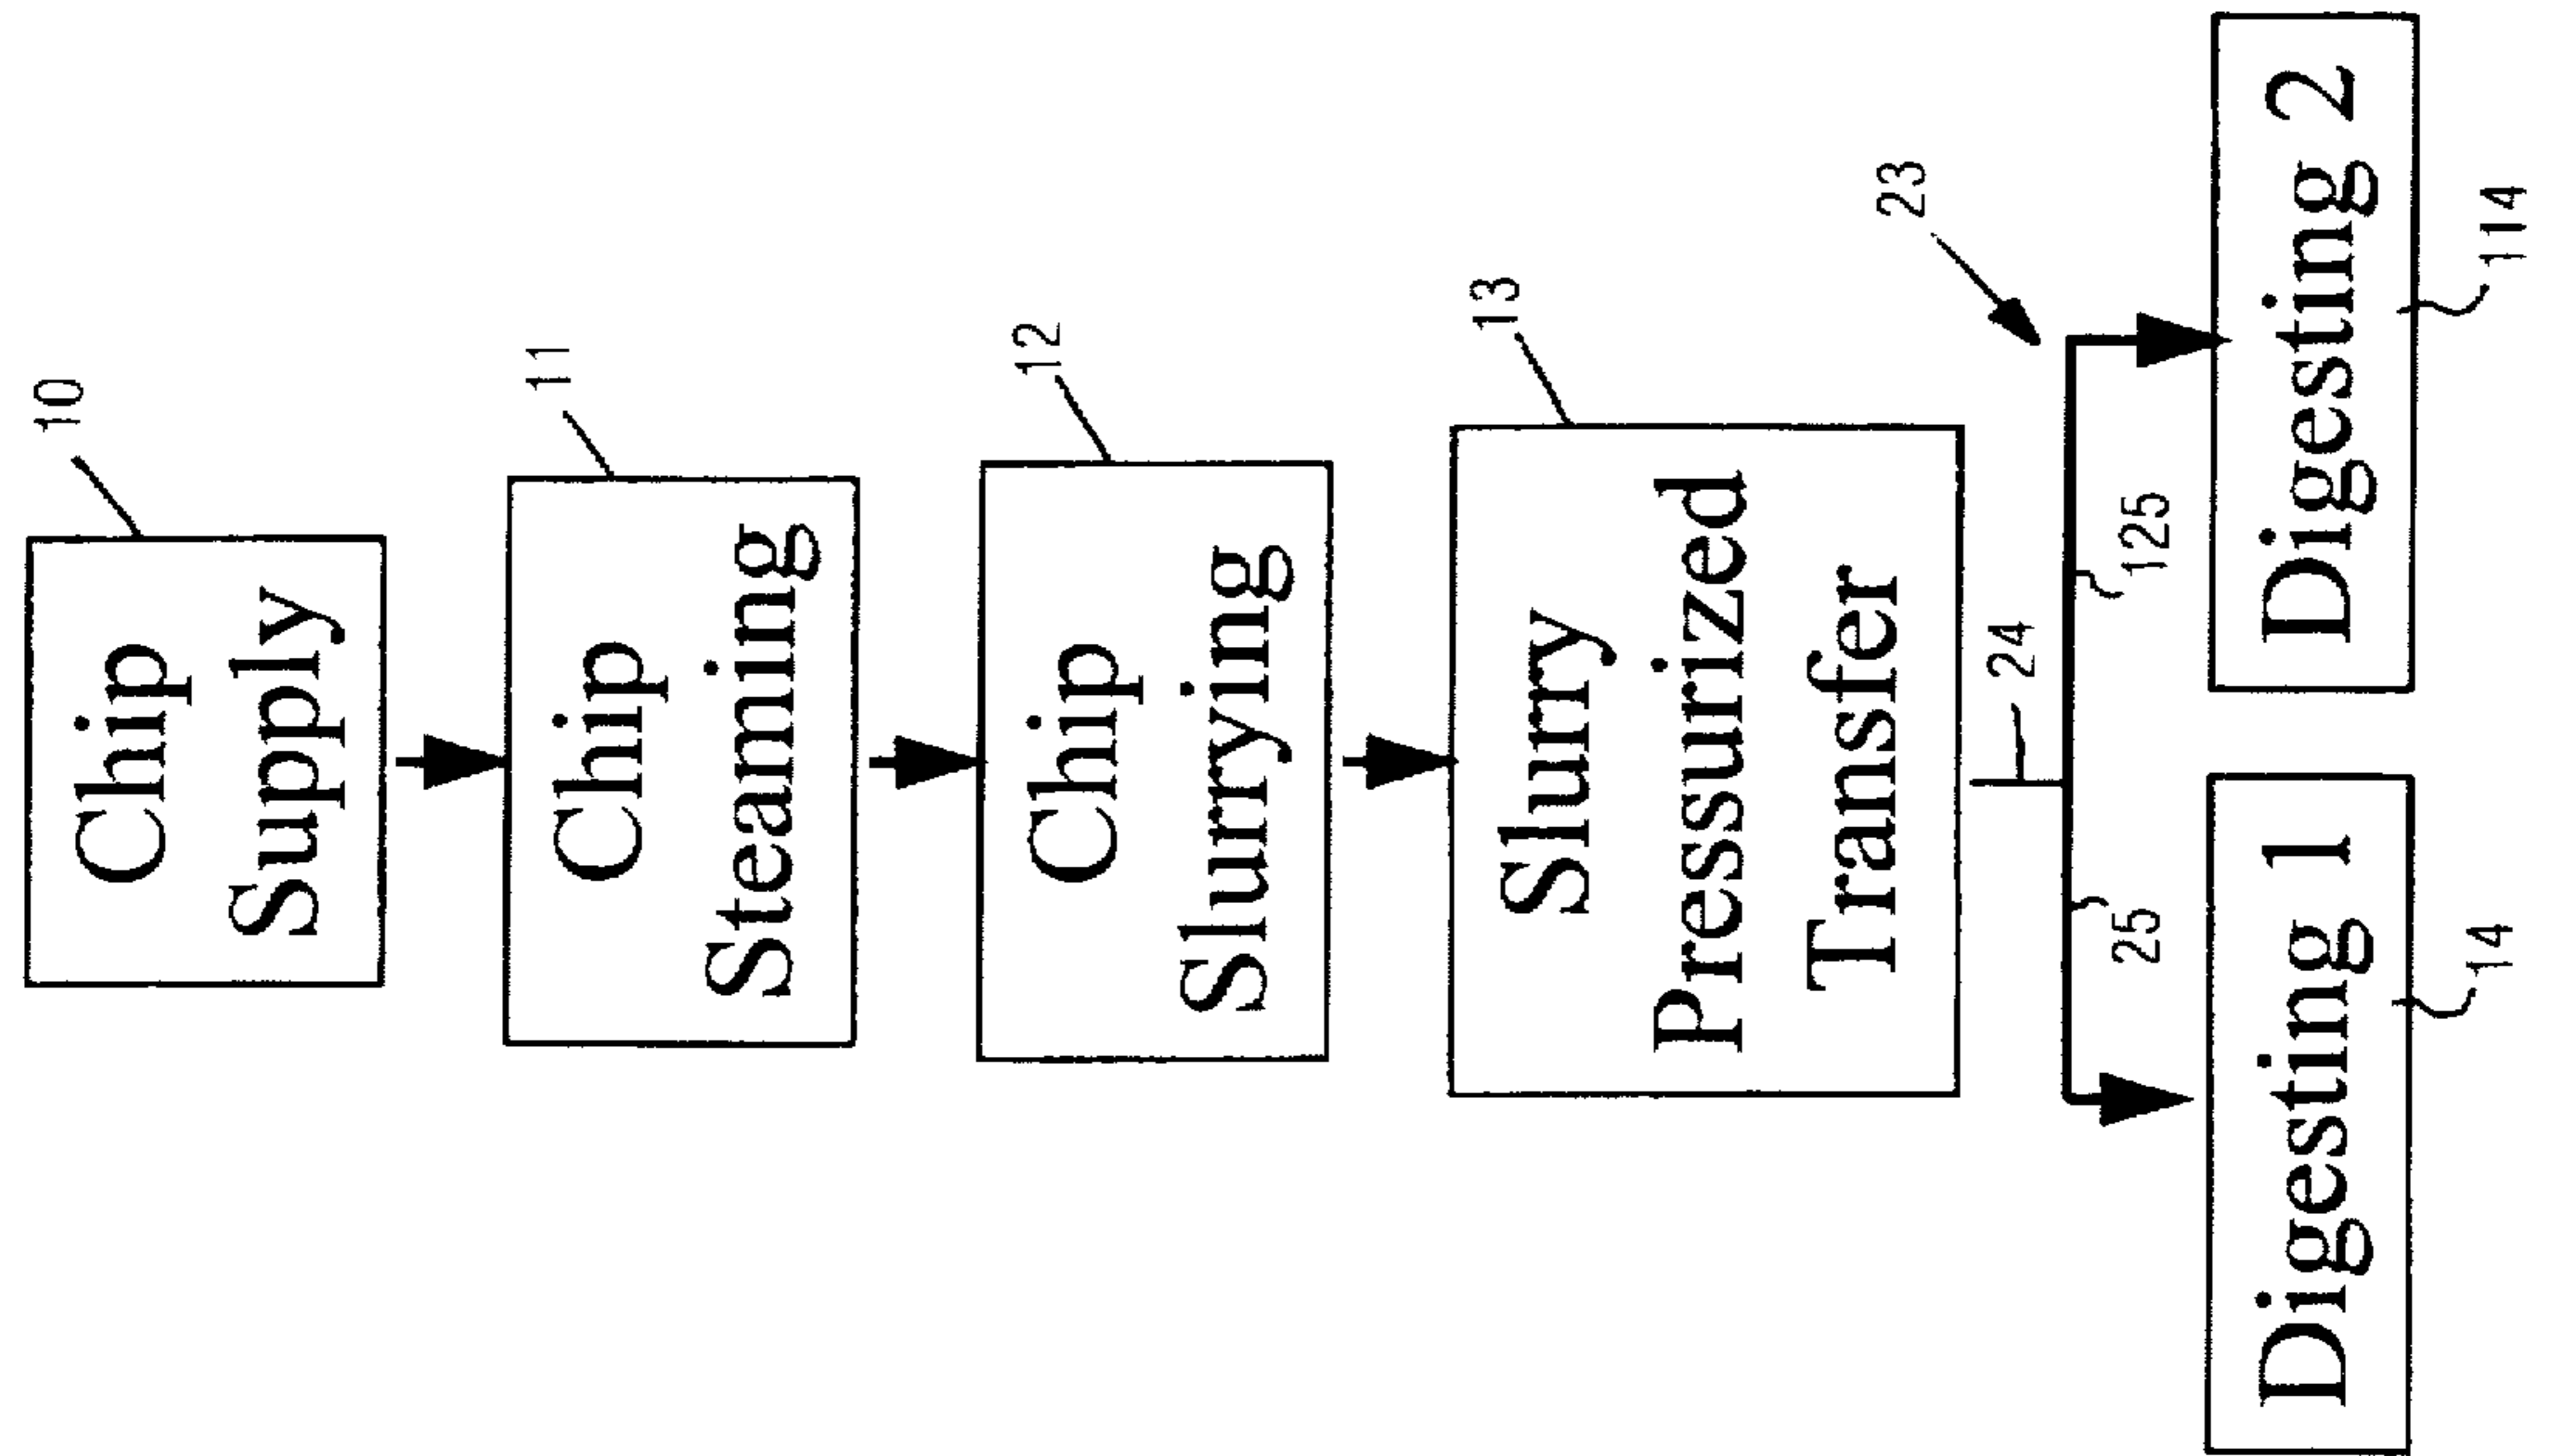 10
Chip
Supply
11
Chip
Steaming
12
Chip
Slurrying
13
Slurry
Pressurized
Transfer
23
24
25
125
Digesting 1
14
Digesting 2
114